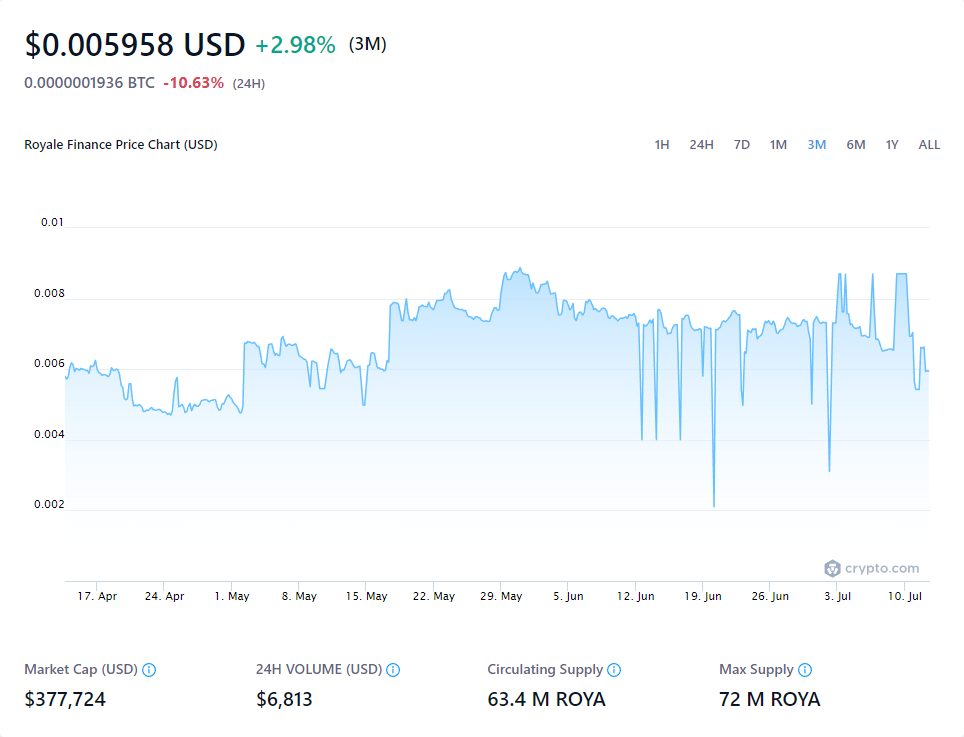 $0.005958 USD +2.98% (3M)
0.0000001936 BTC -10.63% (24H)
Royale Finance Price Chart (USD) 1H 24H 7D 1M 3M 6M 1Y ALL
0.01
0.008
0.006
0.004
0.002
crypto.com
17. Apr 24. Apr 1. May 8. May 15. May 22. May 29. May 5. Jun 12. Jun 19. Jun 26. Jun 3. Jul 10. Jul
Market Cap (USD) 24H VOLUME (USD) Circulating Supply Max Supply
$377,724 $6,813 63.4 M ROYA 72 M ROYA